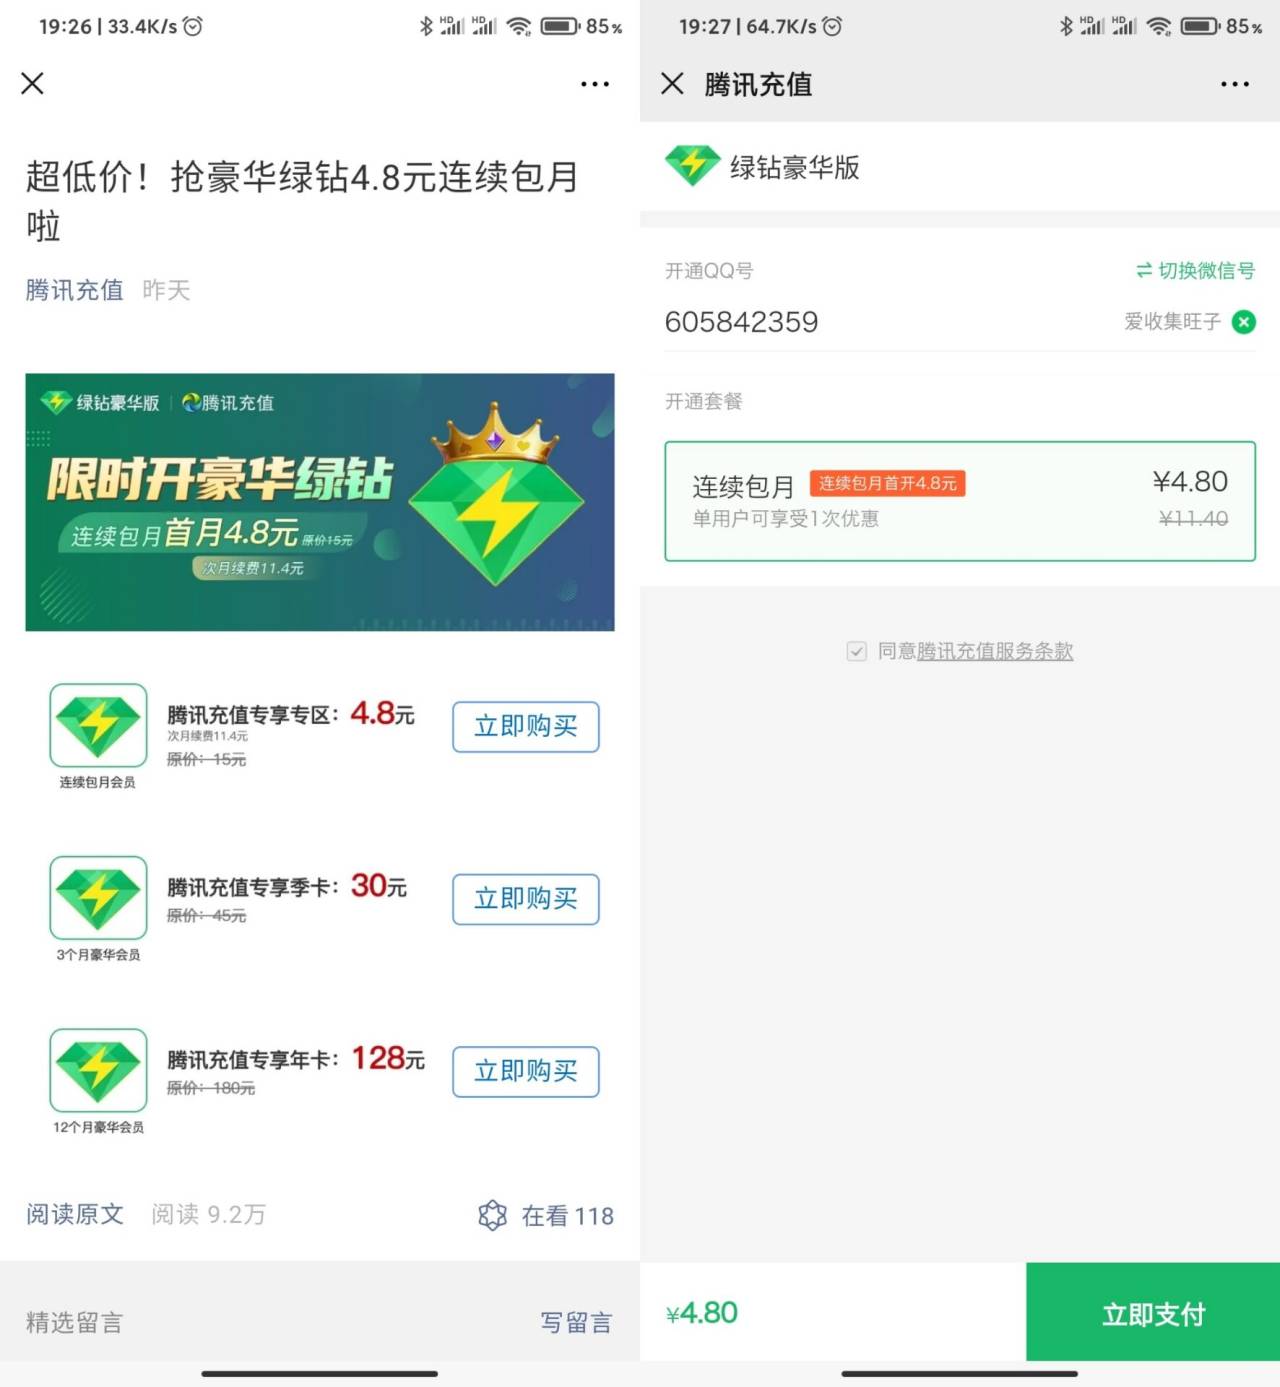 19:26 | 33.4K/s
HD HD 85%
超低价！抢豪华绿钻4.8元连续包月
啦
腾讯充值 昨天
绿钻豪华版 | 腾讯充值
限时开豪华绿钻
连续包月首月4.8元 原价15元
次月续费11.4元
腾讯充值专享专区：4.8元
次月续费11.4元
原价：15元
连续包月会员
立即购买
腾讯充值专享季卡：30元
原价：45元
3个月豪华会员
立即购买
腾讯充值专享年卡：128元
原价：180元
12个月豪华会员
立即购买
阅读原文 阅读 9.2万
在看 118
精选留言
写留言
19:27 | 64.7K/s
HD HD 85%
腾讯充值
绿钻豪华版
开通QQ号
切换微信号
605842359
爱收集旺子
开通套餐
连续包月 连续包月首开4.8元
¥4.80
单用户可享受1次优惠
¥11.40
同意腾讯充值服务条款
¥4.80
立即支付